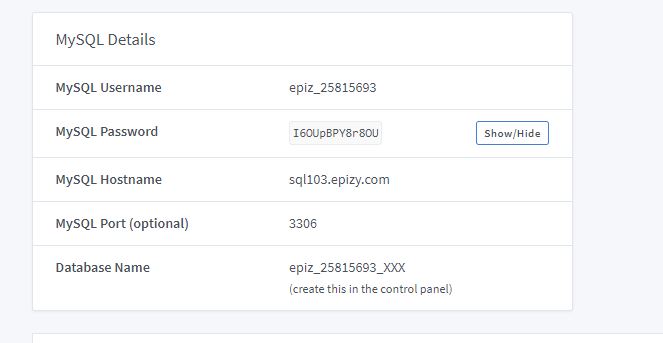 MySQL Details
MySQL Username epiz_25815693
MySQL Password I6OUpBPY8r8OU Show/Hide
MySQL Hostname sql103.epizy.com
MySQL Port (optional) 3306
Database Name epiz_25815693_XXX
(create this in the control panel)